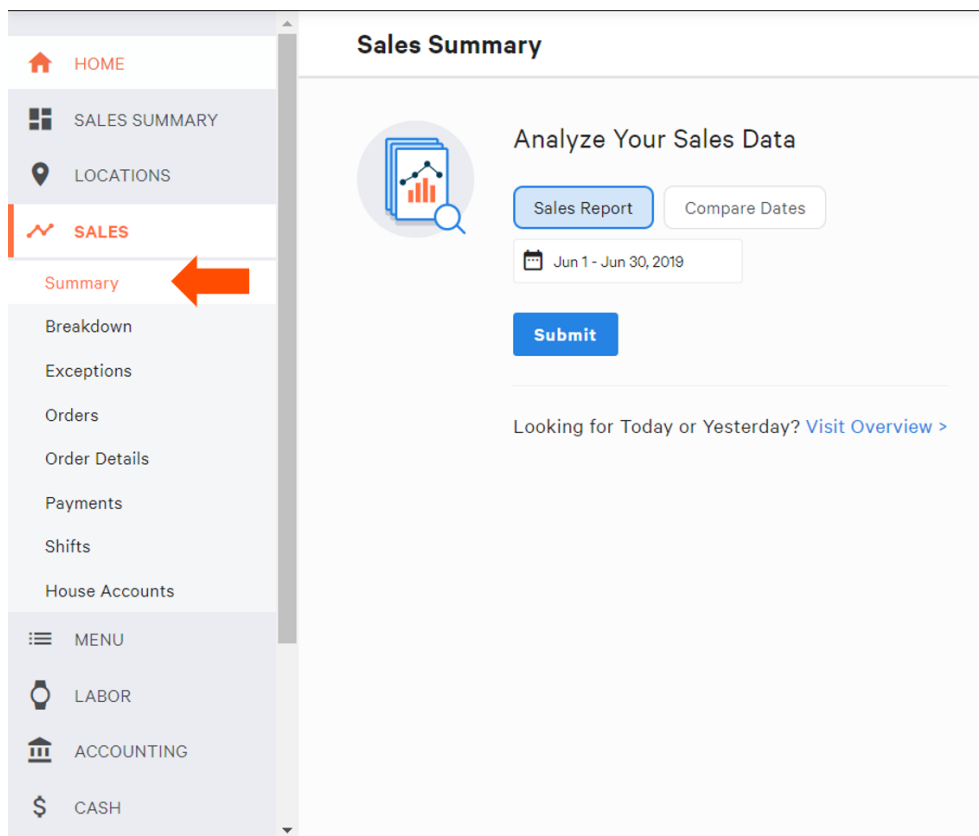 HOME
SALES SUMMARY
LOCATIONS
SALES
Summary
Breakdown
Exceptions
Orders
Order Details
Payments
Shifts
House Accounts
MENU
LABOR
ACCOUNTING
CASH
Sales Summary
Analyze Your Sales Data
Sales Report Compare Dates
Jun 1 - Jun 30, 2019
Submit
Looking for Today or Yesterday? Visit Overview >